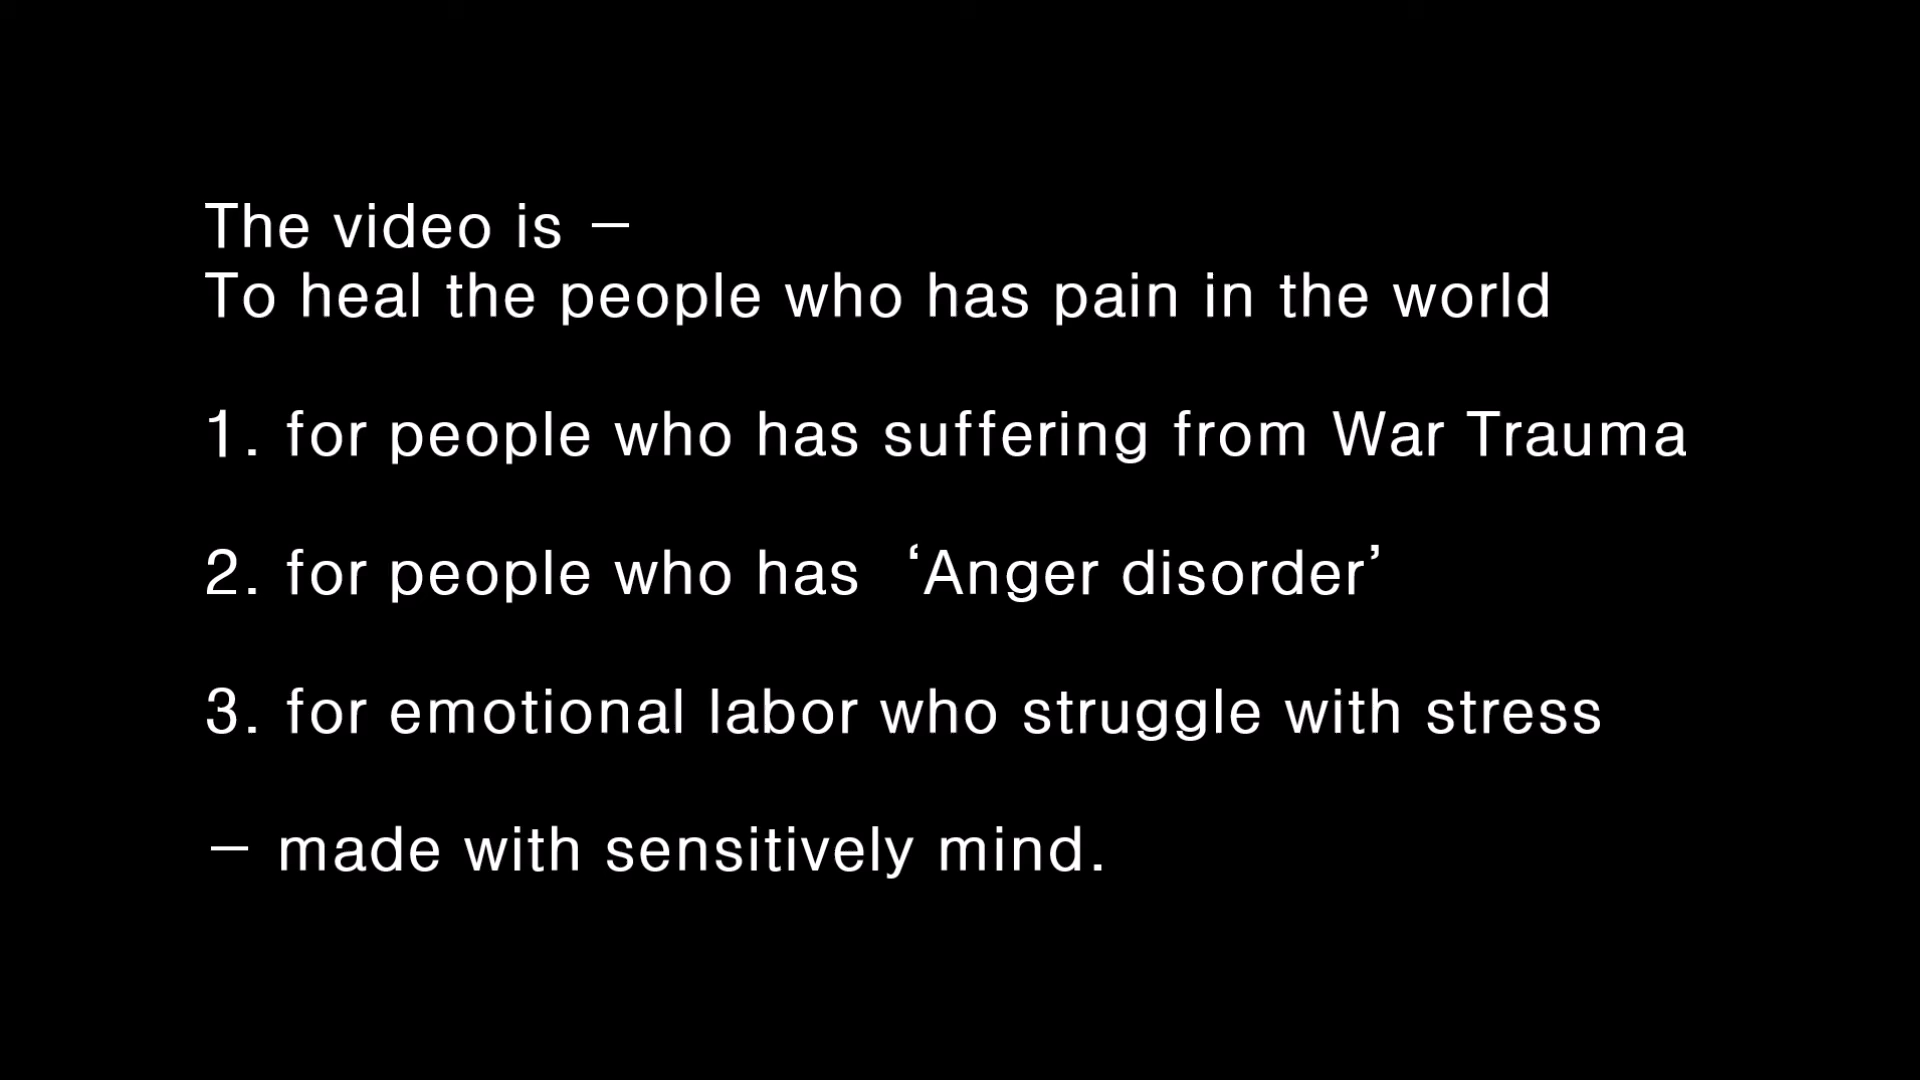 The video is –
To heal the people who has pain in the world
1. for people who has suffering from War Trauma
2. for people who has ‘Anger disorder’
3. for emotional labor who struggle with stress
– made with sensitively mind.